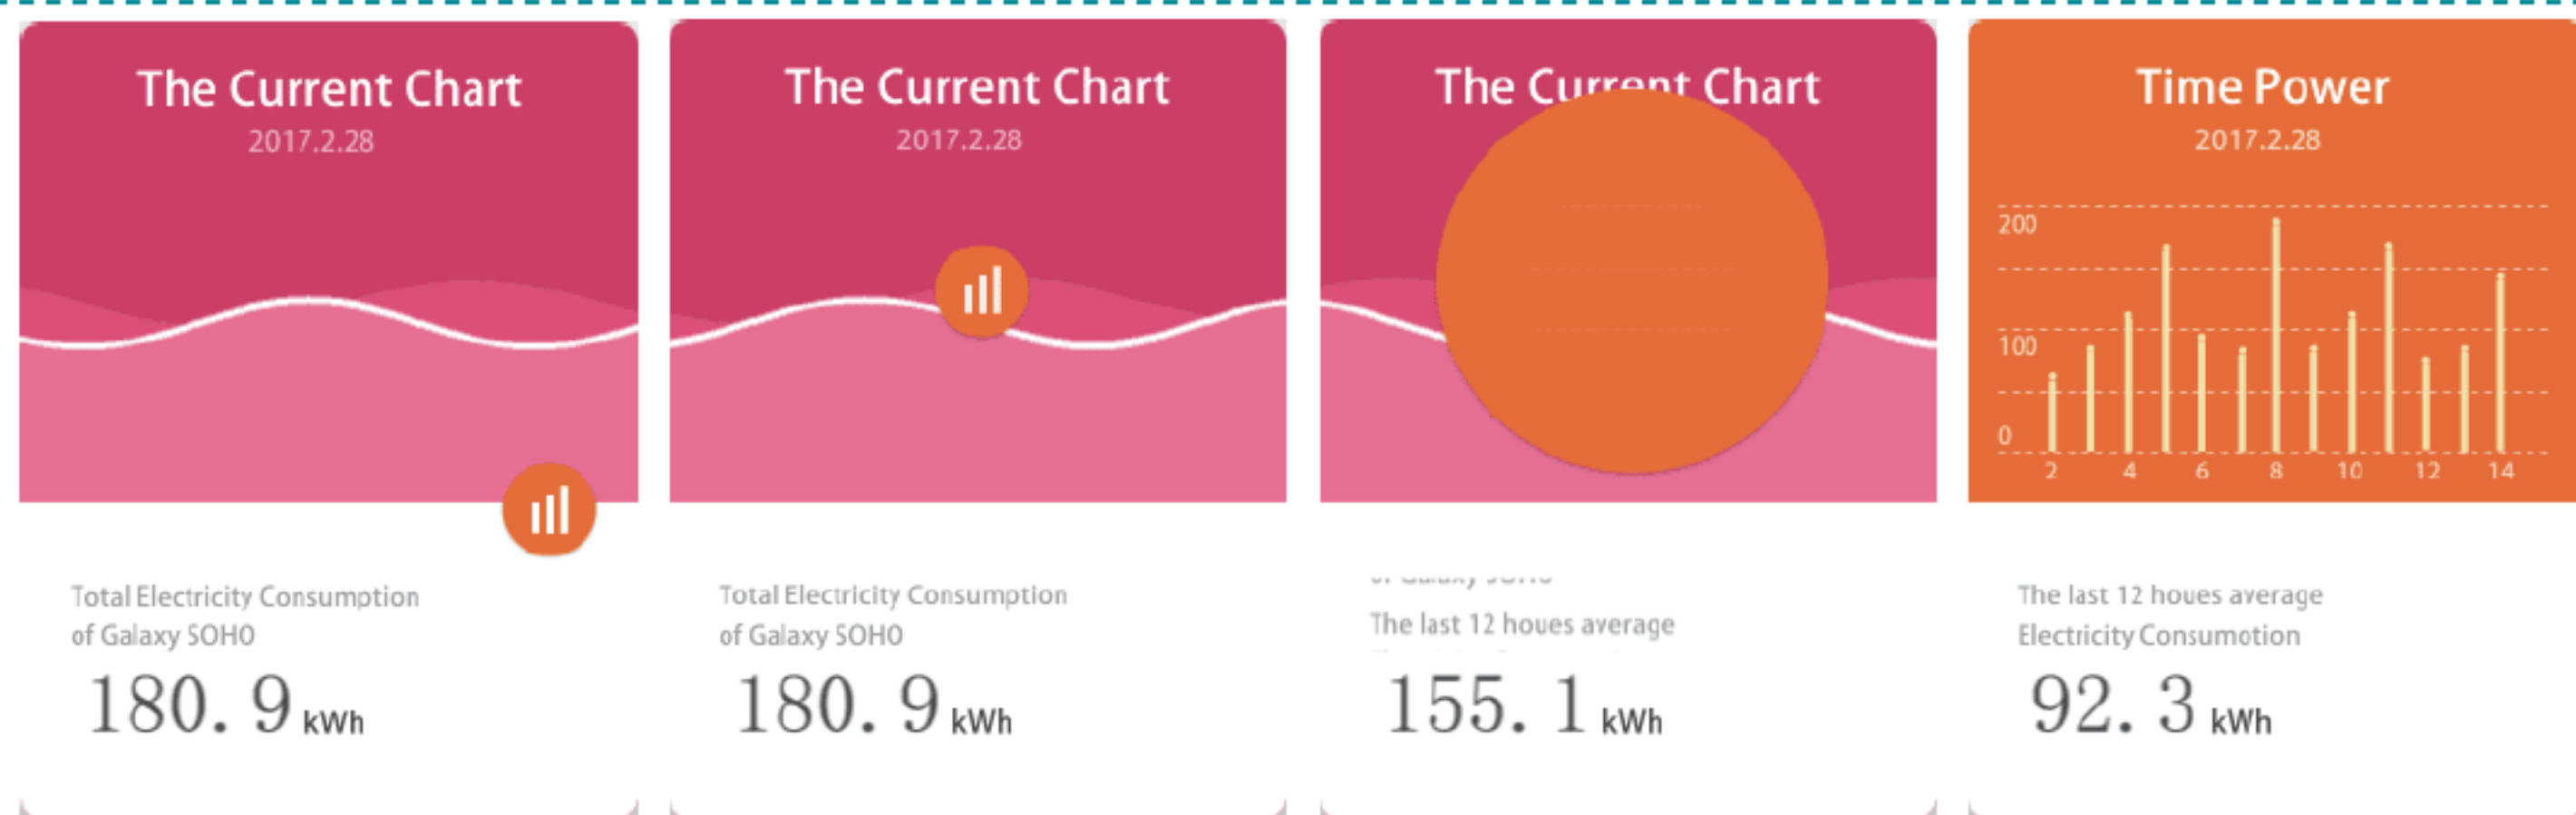 The Current Chart
2017.2.28
Total Electricity Consumption
of Galaxy SOHO
180. 9 kWh
The Current Chart
2017.2.28
Total Electricity Consumption
of Galaxy SOHO
180. 9 kWh
The Current Chart
of Galaxy SOHO
The last 12 houes average
155. 1 kWh
Time Power
2017.2.28
200
100
0
2 4 6 8 10 12 14
The last 12 houes average
Electricity Consumotion
92. 3 kWh